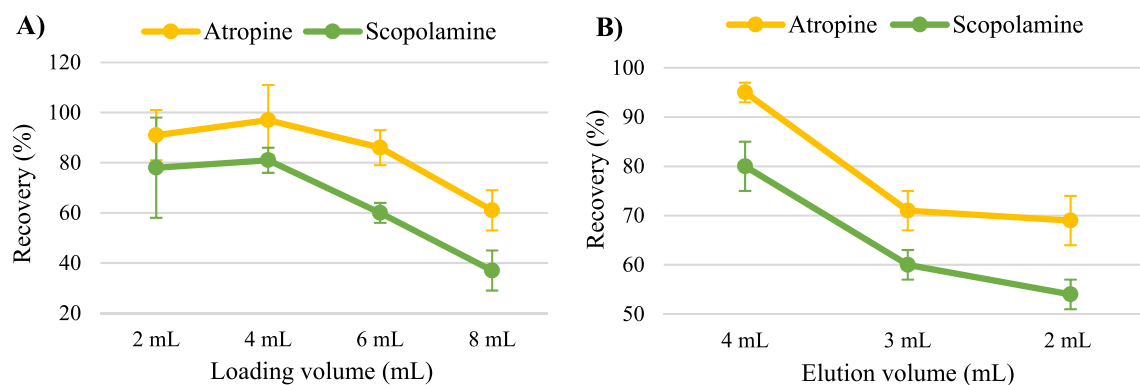 A)
Atropine Scopolamine
Recovery (%)
120
100
80
60
40
20
2 mL 4 mL 6 mL 8 mL
Loading volume (mL)
B)
Atropine Scopolamine
Recovery (%)
100
90
80
70
60
50
4 mL 3 mL 2 mL
Elution volume (mL)